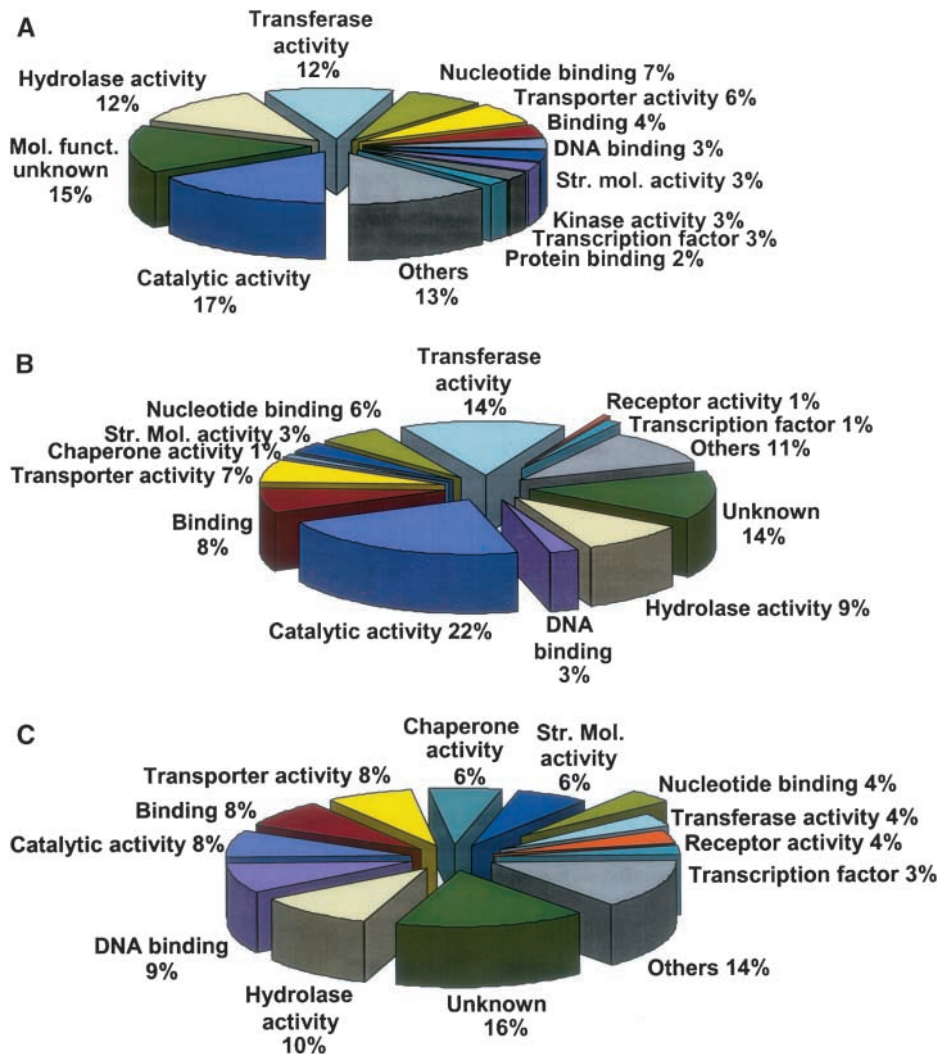 A
Transferase
activity
12%
Hydrolase activity
12%
Nucleotide binding 7%
Transporter activity 6%
Binding 4%
Mol. funct.
unknown
15%
DNA binding 3%
Str. mol. activity 3%
Kinase activity 3%
Transcription factor 3%
Protein binding 2%
Catalytic activity
17%
Others
13%
B
Transferase
activity
14%
Nucleotide binding 6%
Str. Mol. activity 3%
Chaperone activity 1%
Transporter activity 7%
Receptor activity 1%
Transcription factor 1%
Others 11%
Binding
8%
Unknown
14%
Catalytic activity 22%
DNA
binding
3%
Hydrolase activity 9%
C
Chaperone
activity
6%
Str. Mol.
activity
6%
Transporter activity 8%
Binding 8%
Catalytic activity 8%
Nucleotide binding 4%
Transferase activity 4%
Receptor activity 4%
Transcription factor 3%
DNA binding
9%
Hydrolase
activity
10%
Unknown
16%
Others 14%